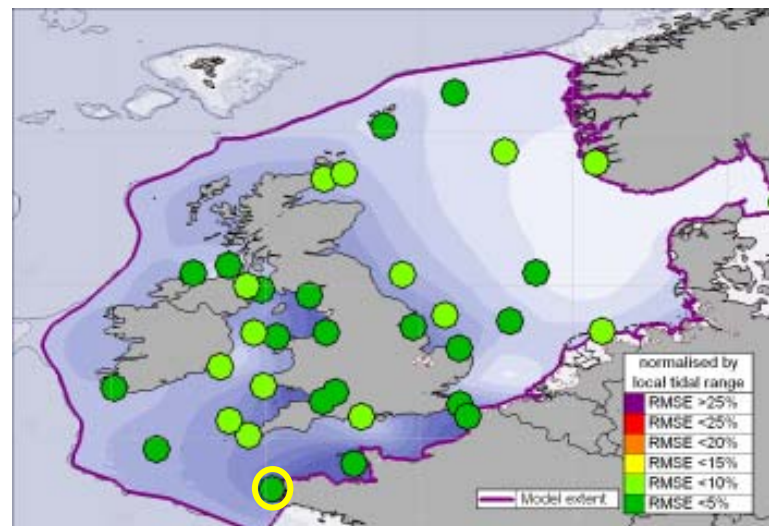 normalised by
local tidal range
RMSE >25%
RMSE <25%
RMSE <20%
RMSE <15%
RMSE <10%
RMSE <5%
Model extent